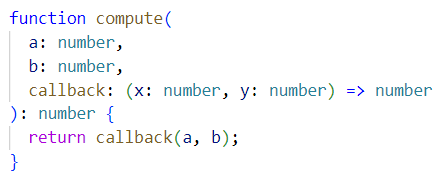 function compute(
  a: number,
  b: number,
  callback: (x: number, y: number) => number
): number {
  return callback(a, b);
}